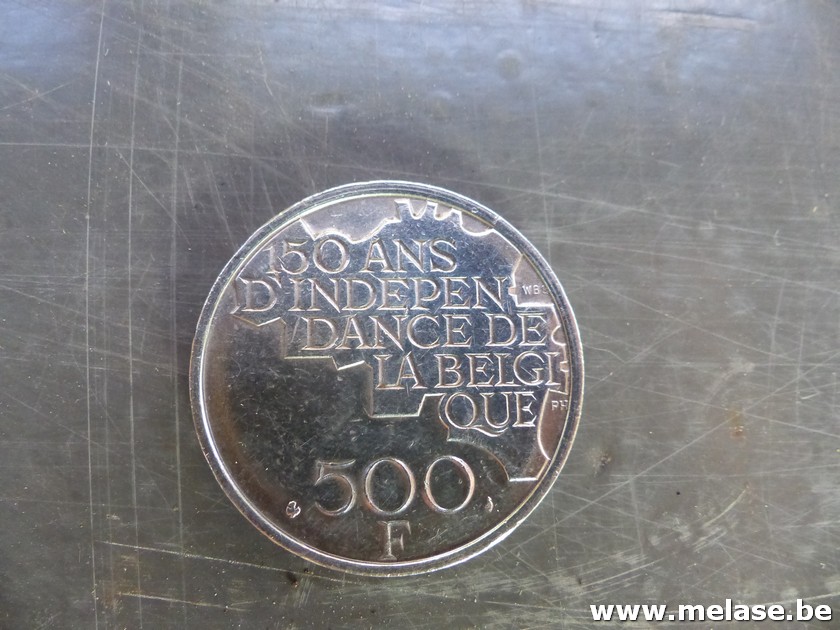 150 ANS
D'INDEPEN
DANCE DE
LA BELGI
QUE
500
F
www.melase.be